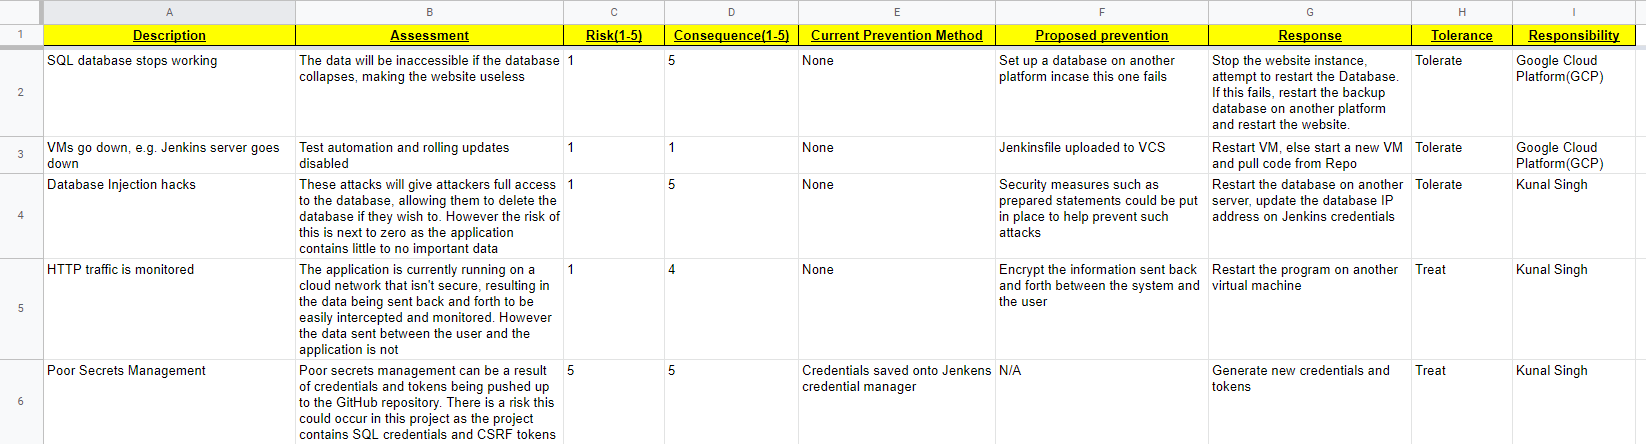 A B C D E F G H I
1 Description Assessment Risk(1-5) Consequence(1-5) Current Prevention Method Proposed prevention Response Tolerance Responsibility
2
SQL database stops working
The data will be inaccessible if the database
collapses, making the website useless
1
5
None
Set up a database on another
platform incase this one fails
Stop the website instance,
attempt to restart the Database.
If this fails, restart the backup
database on another platform
and restart the website.
Tolerate
Google Cloud
Platform(GCP)
3
VMs go down, e.g. Jenkins server goes
down
Test automation and rolling updates
disabled
1
1
None
Jenkinsfile uploaded to VCS
Restart VM, else start a new VM
and pull code from Repo
Tolerate
Google Cloud
Platform(GCP)
4
Database Injection hacks
These attacks will give attackers full access
to the database, allowing them to delete the
database if they wish to. However the risk of
this is next to zero as the application
contains little to no important data
1
5
None
Security measures such as
prepared statements could be put
in place to help prevent such
attacks
Restart the database on another
server, update the database IP
address on Jenkins credentials
Tolerate
Kunal Singh
5
HTTP traffic is monitored
The application is currently running on a
cloud network that isn't secure, resulting in
the data being sent back and forth to be
easily intercepted and monitored. However
the data sent between the user and the
application is not
1
4
None
Encrypt the information sent back
and forth between the system and
the user
Restart the program on another
virtual machine
Treat
Kunal Singh
6
Poor Secrets Management
Poor secrets management can be a result
of credentials and tokens being pushed up
to the GitHub repository. There is a risk this
could occur in this project as the project
contains SQL credentials and CSRF tokens
5
5
Credentials saved onto Jenkens
credential manager
N/A
Generate new credentials and
tokens
Treat
Kunal Singh